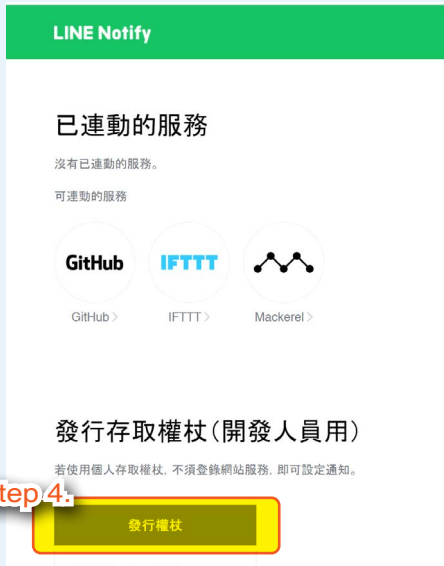 LINE Notify
已連動的服務
沒有已連動的服務。
可連動的服務
GitHub IFTTT
GitHub > IFTTT > Mackerel >
發行存取權杖(開發人員用)
若使用個人存取權杖, 不須登錄網站服務, 即可設定通知。
tep 4.
發行權杖